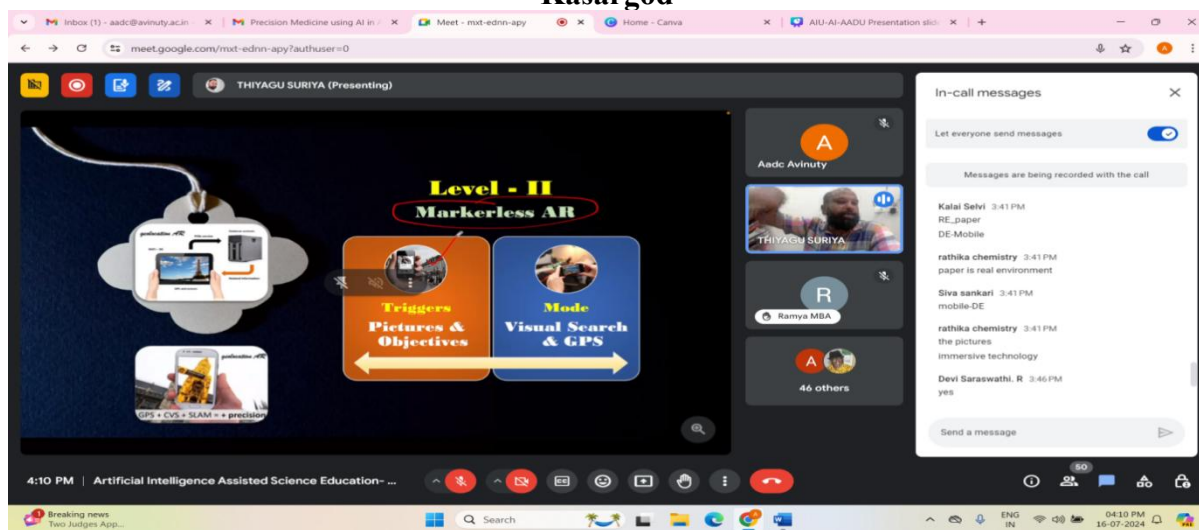 Kasargod
Inbox (1) - aadc@avinuty.ac.in
Precision Medicine using AI in
Meet - mxt-ednn-apy
Home - Canva
AIU-AI-AADU Presentation slid
meet.google.com/mxt-ednn-apy?authuser=0
A
THIYAGU SURIYA (Presenting)
Level - II
Markerless AR
geolocation AR
Triggers
Pictures &
Objectives
Mode
Visual Search
& GPS
geolocation AR
GPS + CVS + SLAM = + precision
A
Aadc Avinuty
THIYAGU SURIYA
R
Ramya MBA
A
46 others
In-call messages
Let everyone send messages
Messages are being recorded with the call
Kalai Selvi 3:41 PM
RE_paper
DE-Mobile
rathika chemistry 3:41 PM
paper is real environment
Siva sankari 3:41 PM
mobile-DE
rathika chemistry 3:41 PM
the pictures
immersive technology
Devi Saraswathi. R 3:46 PM
yes
Send a message
4:10 PM | Artificial Intelligence Assisted Science Education-...
50
Breaking news
Two Judges App...
Search
ENG
IN
04:10 PM
16-07-2024